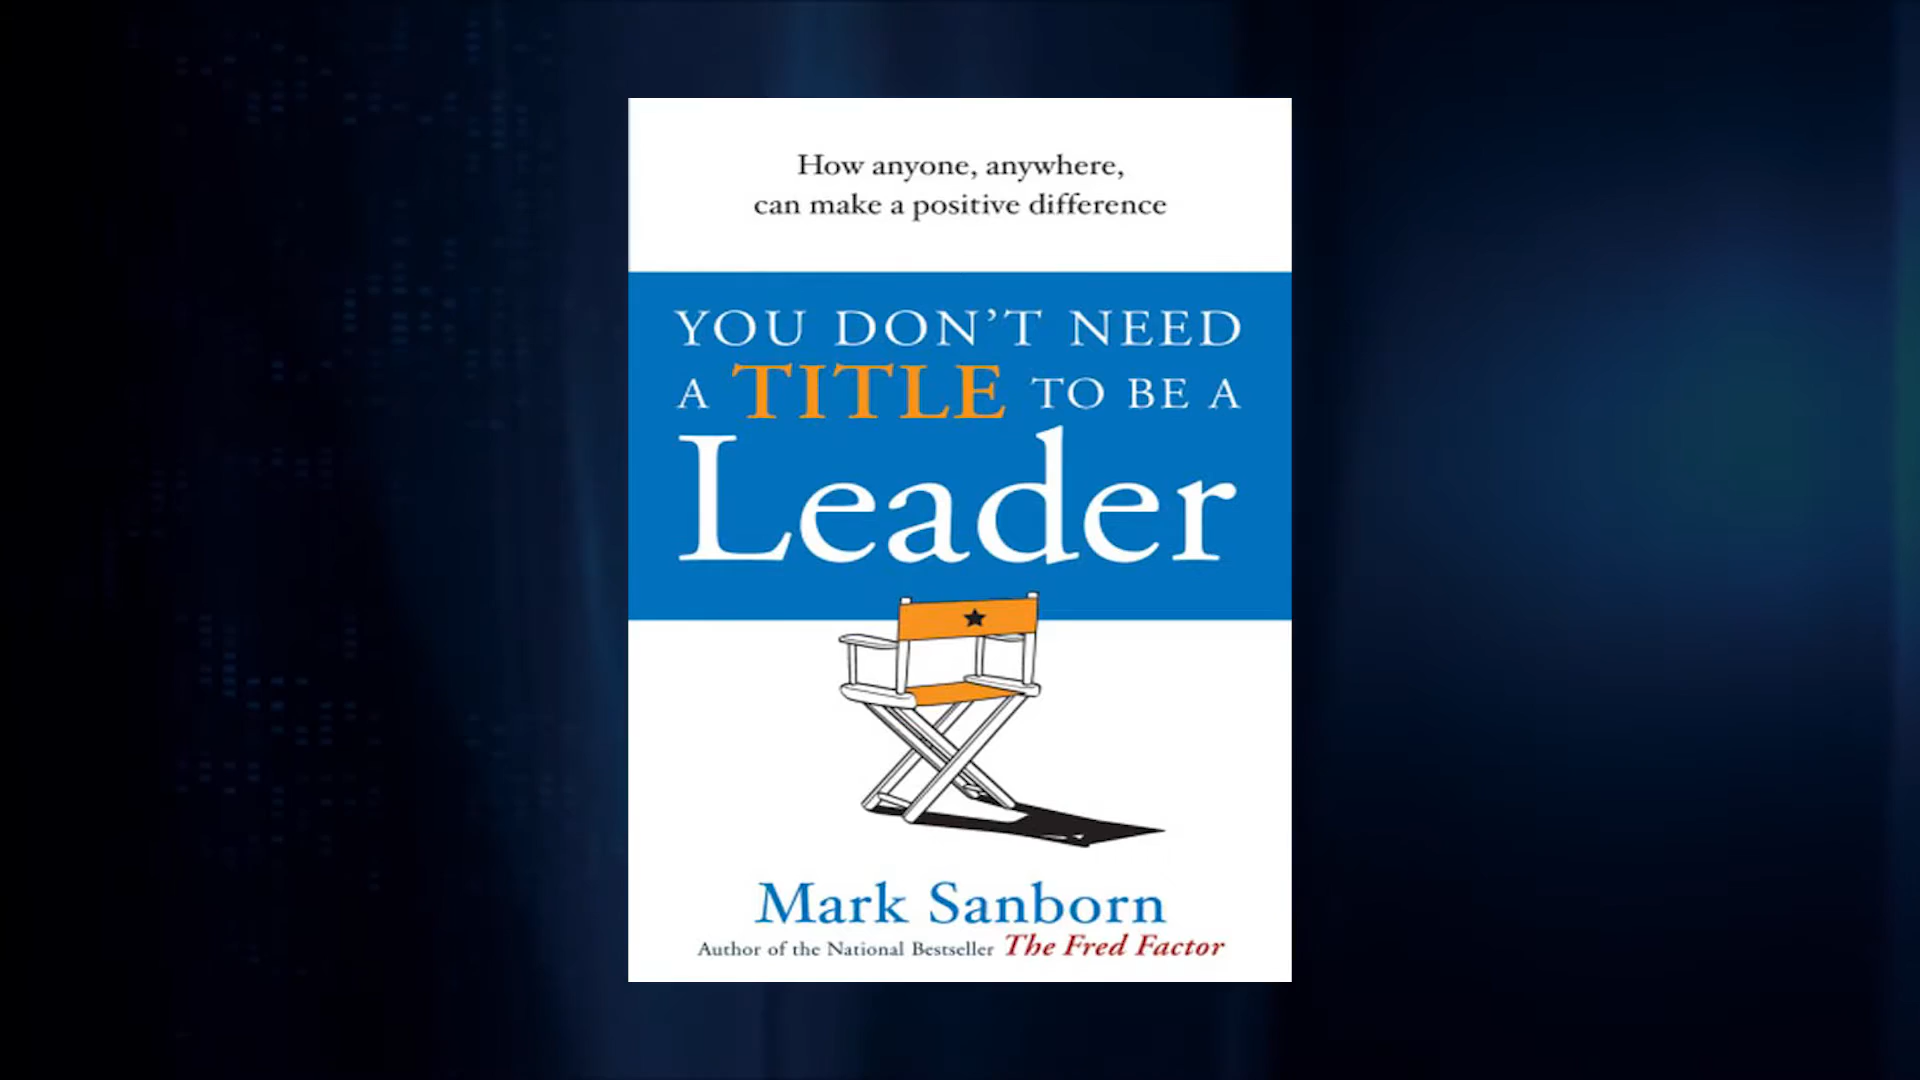 How anyone, anywhere,
can make a positive difference
YOU DON'T NEED
A TITLE TO BE A
Leader
Mark Sanborn
Author of the National Bestseller The Fred Factor